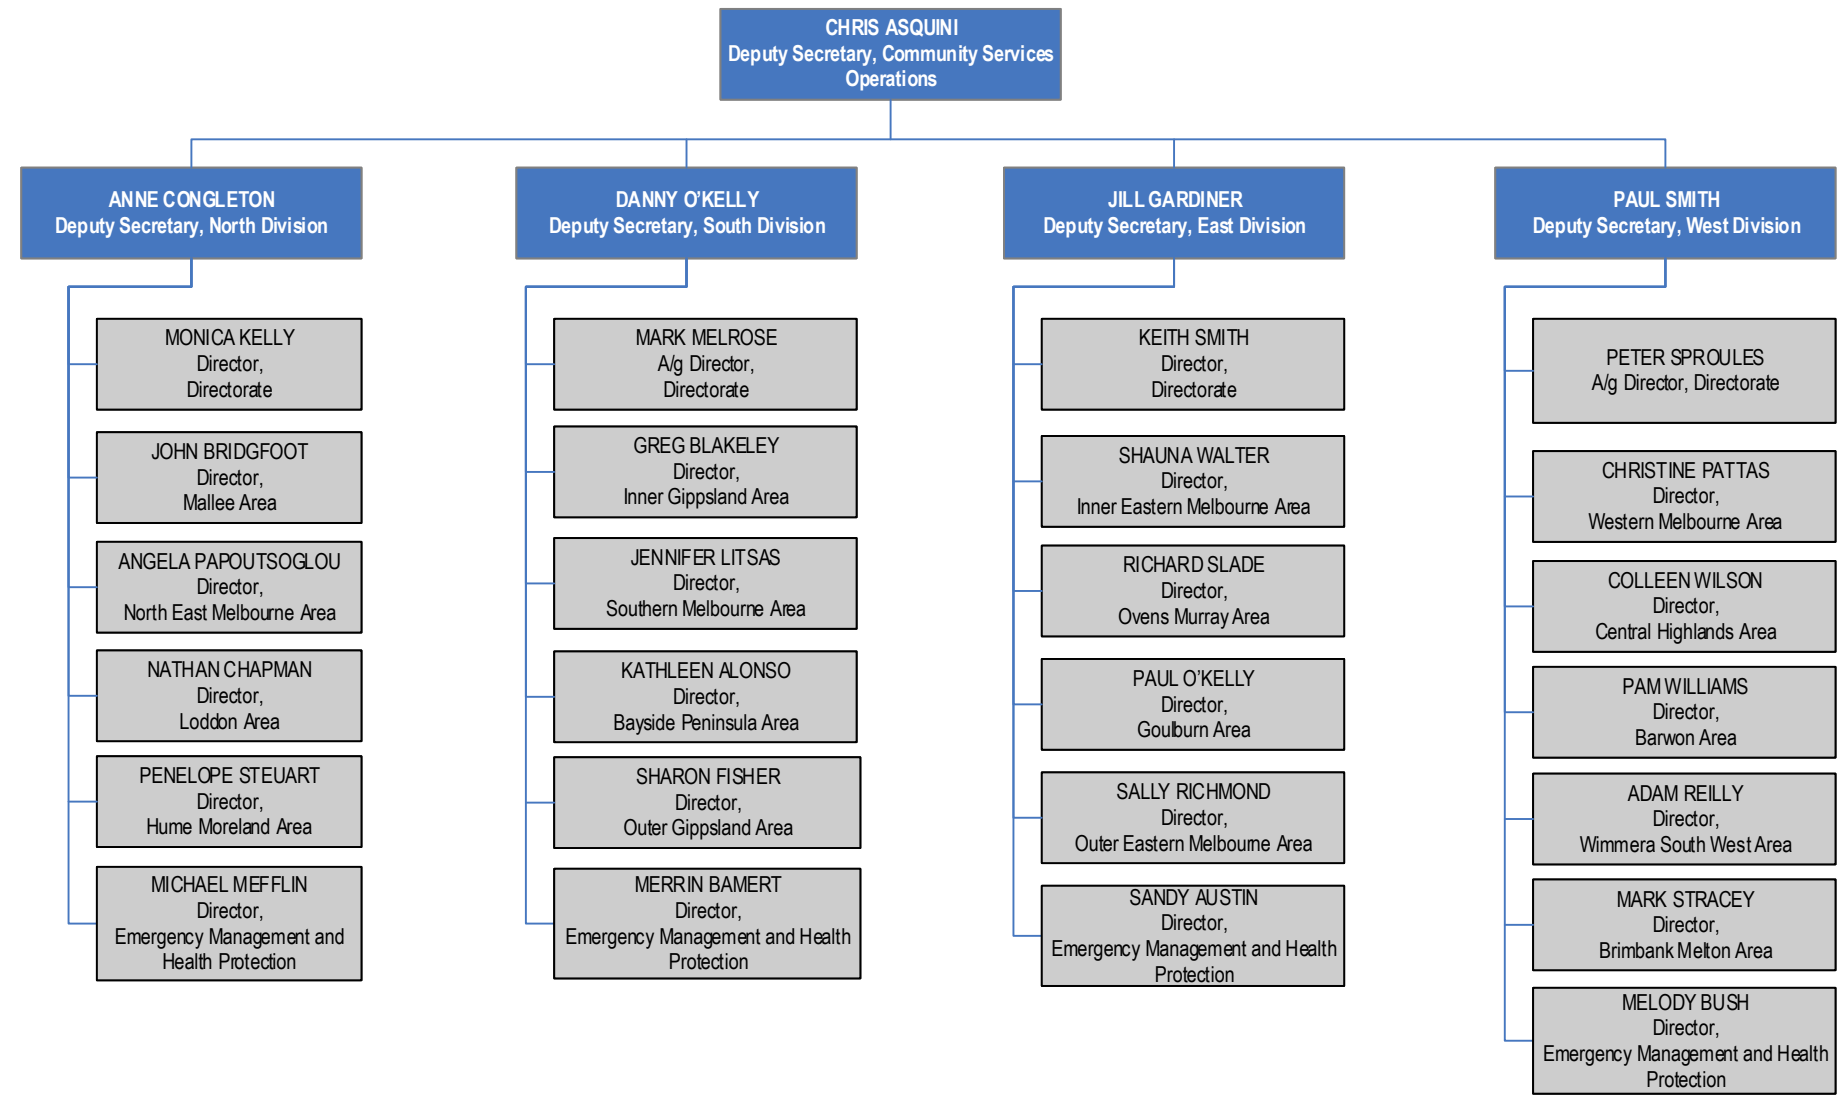 CHRIS ASQUINI
Deputy Secretary, Community Services
Operations
ANNE CONGLETON
Deputy Secretary, North Division
MONICA KELLY
Director,
Directorate
JOHN BRIDGFOOT
Director,
Mallee Area
ANGELA PAPOUTSOGLOU
Director,
North East Melbourne Area
NATHAN CHAPMAN
Director,
Loddon Area
PENELOPE STEUART
Director,
Hume Moreland Area
MICHAEL MEFFLIN
Director,
Emergency Management and
Health Protection
DANNY O’KELLY
Deputy Secretary, South Division
MARK MELROSE
A/g Director,
Directorate
GREG BLAKELEY
Director,
Inner Gippsland Area
JENNIFER LITSAS
Director,
Southern Melbourne Area
KATHLEEN ALONSO
Director,
Bayside Peninsula Area
SHARON FISHER
Director,
Outer Gippsland Area
MERRIN BAMERT
Director,
Emergency Management and Health
Protection
JILL GARDINER
Deputy Secretary, East Division
KEITH SMITH
Director,
Directorate
SHAUNA WALTER
Director,
Inner Eastern Melbourne Area
RICHARD SLADE
Director,
Ovens Murray Area
PAUL O’KELLY
Director,
Goulburn Area
SALLY RICHMOND
Director,
Outer Eastern Melbourne Area
SANDY AUSTIN
Director,
Emergency Management and Health
Protection
PAUL SMITH
Deputy Secretary, West Division
PETER SPROULES
A/g Director, Directorate
CHRISTINE PATTAS
Director,
Western Melbourne Area
COLLEEN WILSON
Director,
Central Highlands Area
PAM WILLIAMS
Director,
Barwon Area
ADAM REILLY
Director,
Wimmera South West Area
MARK STRACEY
Director,
Brimbank Melton Area
MELODY BUSH
Director,
Emergency Management and Health
Protection